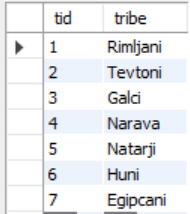 tid tribe
1 Rimljani
2 Tevtoni
3 Galci
4 Narava
5 Natarji
6 Huni
7 Egipcani